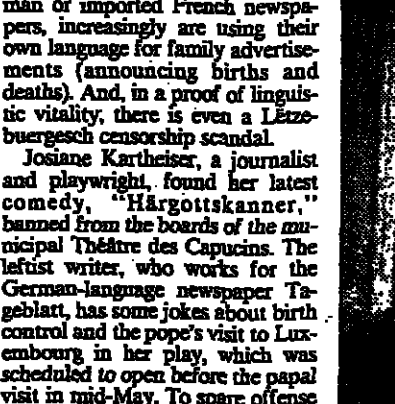 man or imported French newspa-
pers, increasingly are using their
own language for family advertise-
ments (announcing births and
deaths). And, in a proof of linguis-
tic vitality, there is even a Lëtze-
buergesch censorship scandal.
Josiane Kartheiser, a journalist
and playwright, found her latest
comedy, "Härgottskanner,"
banned from the boards of the mu-
nicipal Théâtre des Capucins. The
leftist writer, who works for the
German-language newspaper Ta-
geblatt, has some jokes about birth
control and the pope's visit to Lux-
embourg in her play, which was
scheduled to open before the papal
visit in mid-May. To spare offense